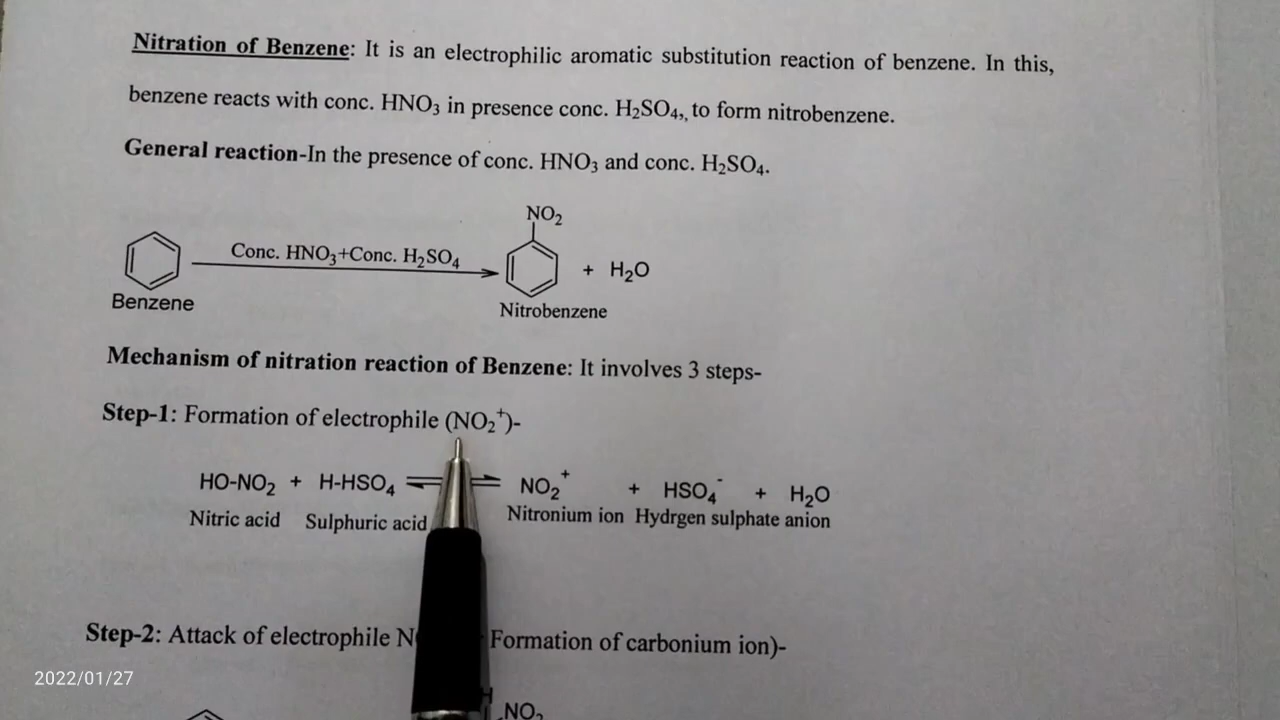 Nitration of Benzene: It is an electrophilic aromatic substitution reaction of benzene. In this,
benzene reacts with conc. HNO₃ in presence conc. H₂SO₄,, to form nitrobenzene.
General reaction-In the presence of conc. HNO₃ and conc. H₂SO₄.
NO₂
Conc. HNO₃+Conc. H₂SO₄
+ H₂O
Benzene
Nitrobenzene
Mechanism of nitration reaction of Benzene: It involves 3 steps-
Step-1: Formation of electrophile (NO₂⁺)-
HO-NO₂ + H-HSO₄ ⇌ NO₂⁺ + HSO₄⁻ + H₂O
Nitric acid Sulphuric acid Nitronium ion Hydrgen sulphate anion
Step-2: Attack of electrophile Formation of carbonium ion)-
H
NO₂
2022/01/27